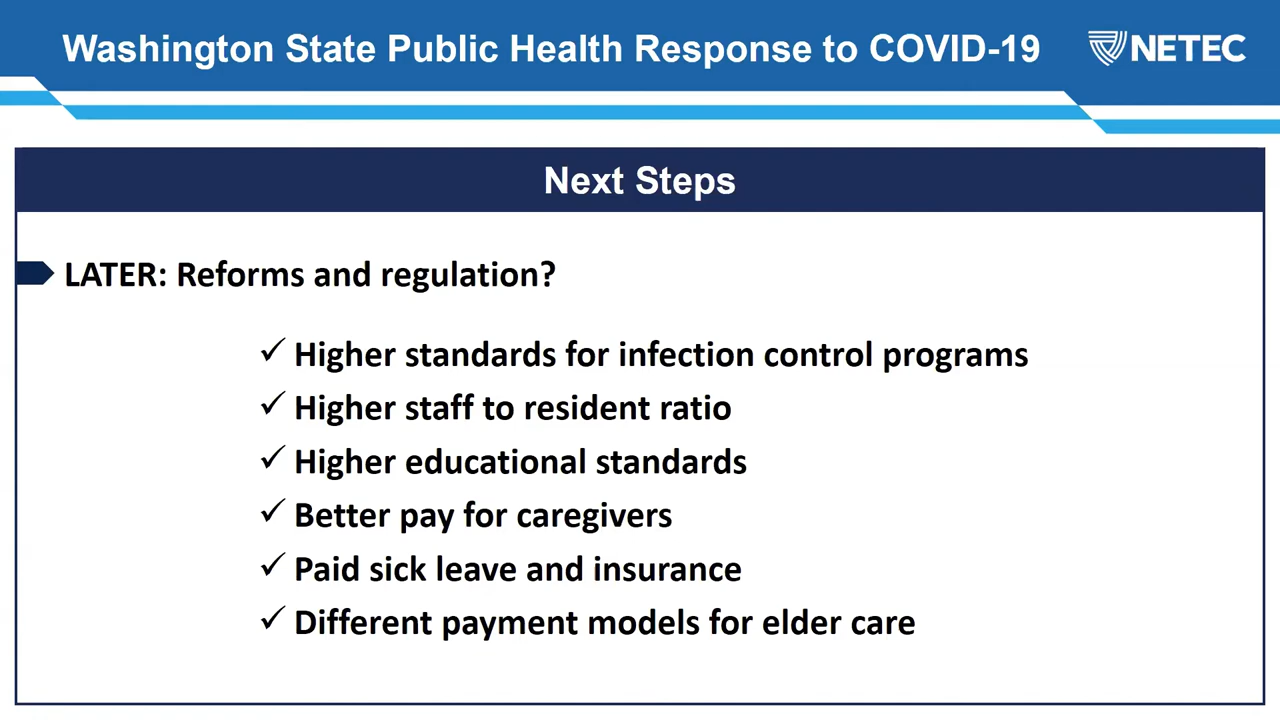 Washington State Public Health Response to COVID-19
NETEC
Next Steps
LATER: Reforms and regulation?
✓ Higher standards for infection control programs
✓ Higher staff to resident ratio
✓ Higher educational standards
✓ Better pay for caregivers
✓ Paid sick leave and insurance
✓ Different payment models for elder care